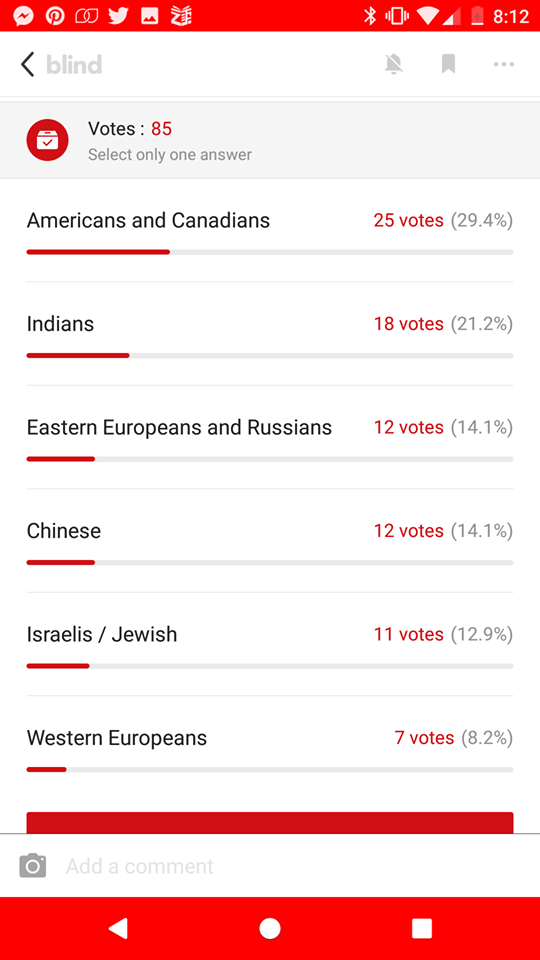 8:12
blind
Votes : 85
Select only one answer
Americans and Canadians 25 votes (29.4%)
Indians 18 votes (21.2%)
Eastern Europeans and Russians 12 votes (14.1%)
Chinese 12 votes (14.1%)
Israelis / Jewish 11 votes (12.9%)
Western Europeans 7 votes (8.2%)
Add a comment